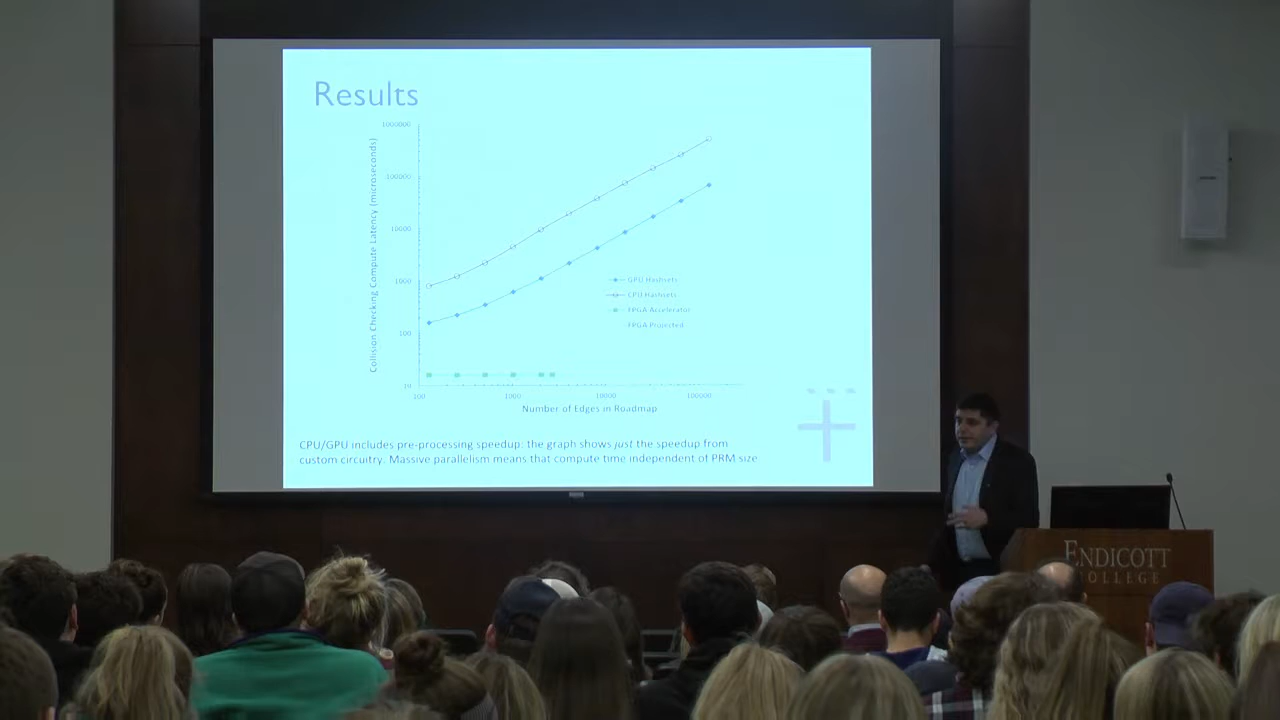 Results
1000000
100000
10000
1000
100
10
Collision Checking Compute Latency (microseconds)
GPU Hashsets
CPU Hashsets
FPGA Accelerator
FPGA Projected
100
1000
10000
100000
Number of Edges in Roadmap
CPU/GPU includes pre-processing speedup: the graph shows just the speedup from
custom circuitry. Massive parallelism means that compute time independent of PRM size
ENDICOTT
COLLEGE